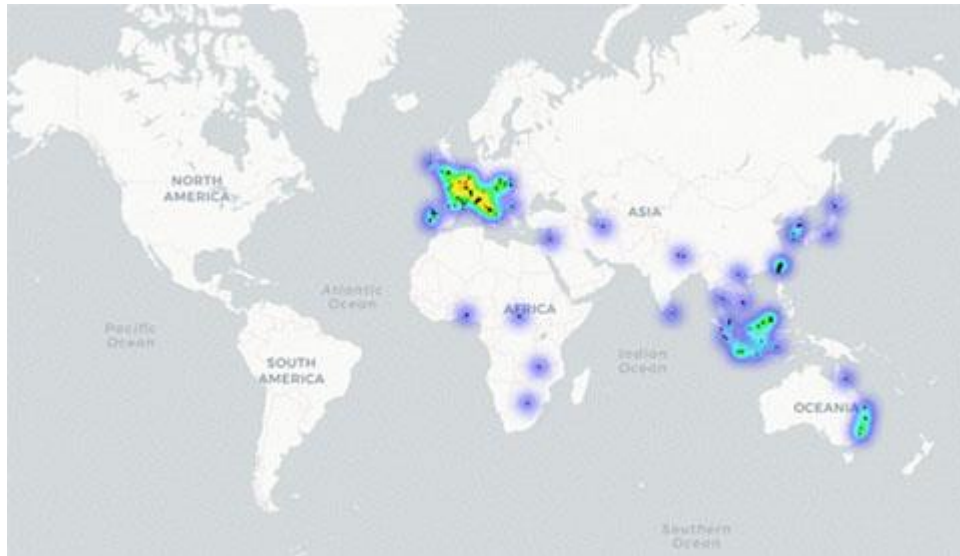 NORTH
AMERICA
ASIA
Atlantic
Ocean
AFRICA
Pacific
Ocean
Indian
Ocean
SOUTH
AMERICA
OCEANIA
Southern
Ocean